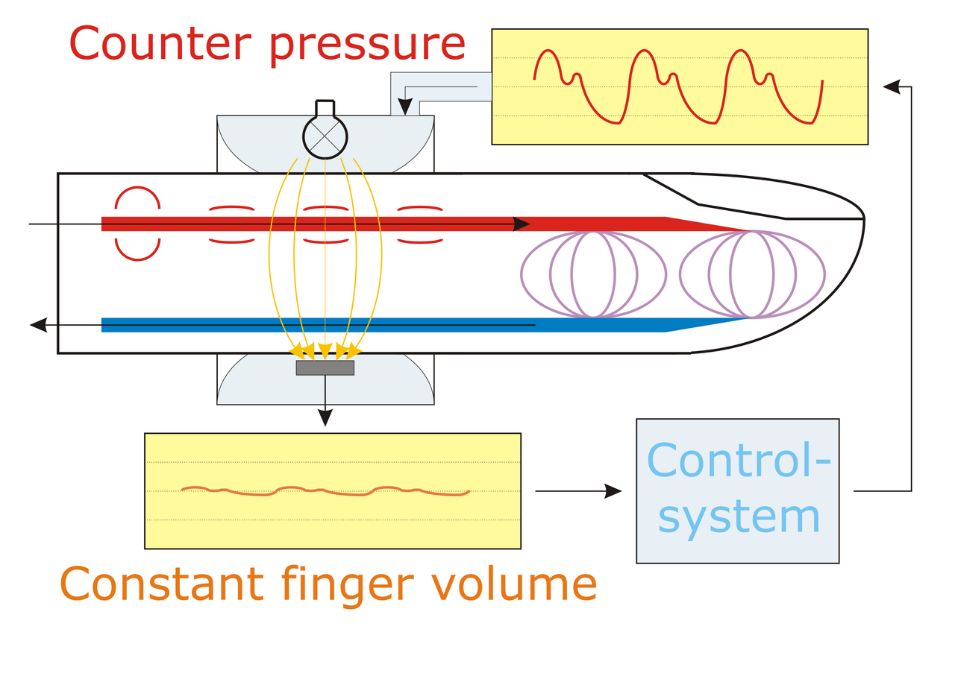 Counter pressure
Control-
system
Constant finger volume